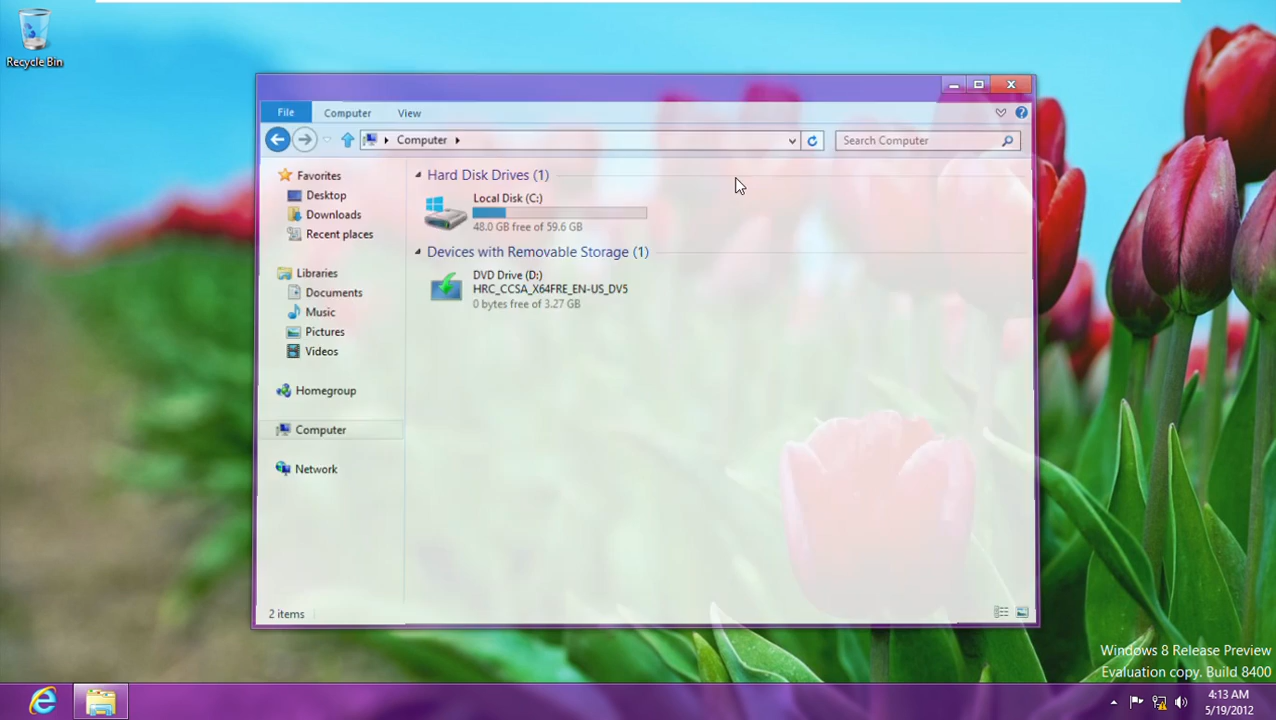 Recycle Bin
File
Computer
View
Computer
Search Computer
Favorites
Desktop
Downloads
Recent places
Libraries
Documents
Music
Pictures
Videos
Homegroup
Computer
Network
Hard Disk Drives (1)
Local Disk (C:)
48.0 GB free of 59.6 GB
Devices with Removable Storage (1)
DVD Drive (D:)
HRC_CCSA_X64FRE_EN-US_DV5
0 bytes free of 3.27 GB
2 items
Windows 8 Release Preview
Evaluation copy. Build 8400
4:13 AM
5/19/2012